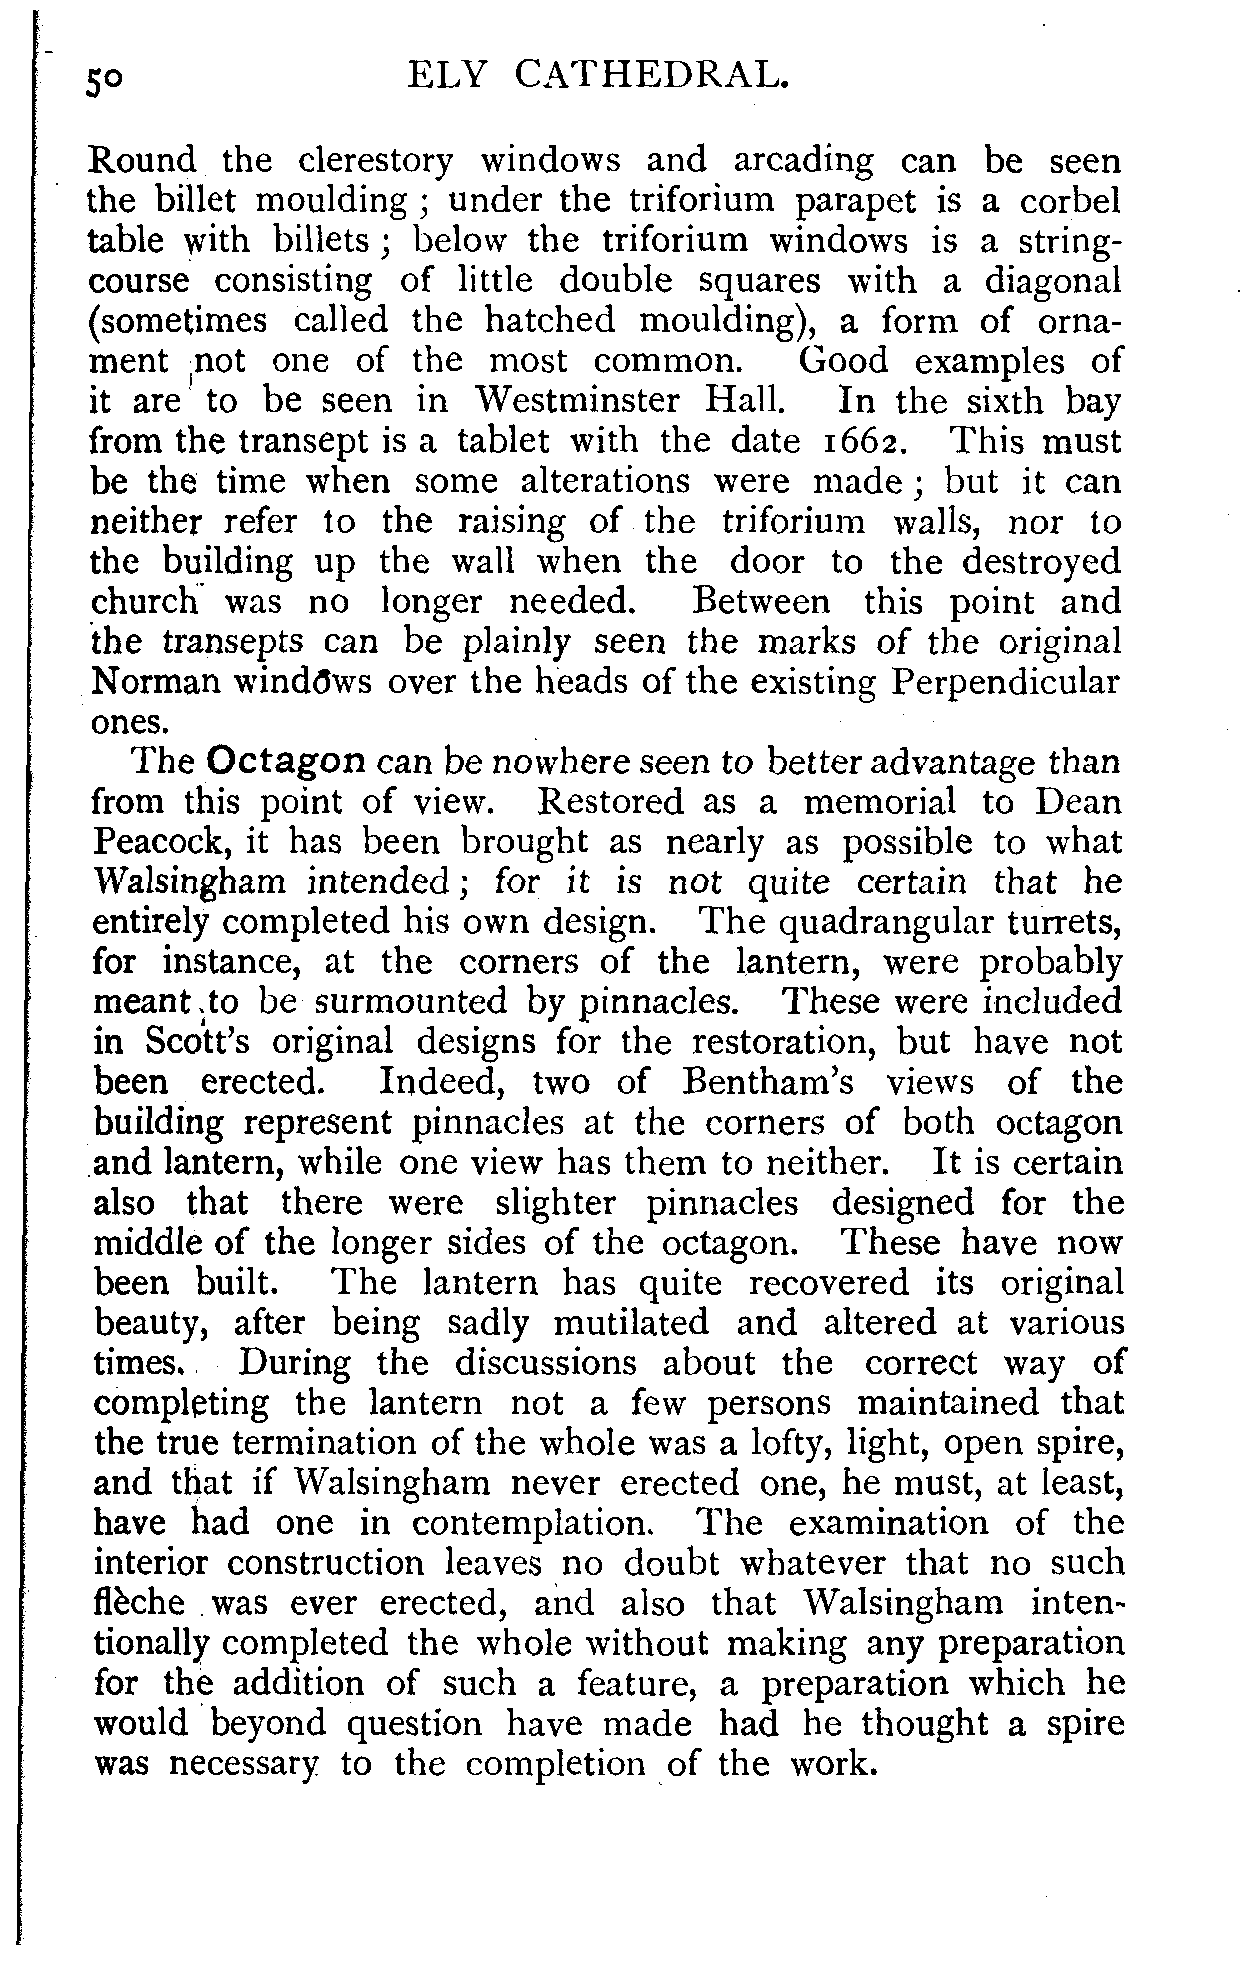 50 ELY CATHEDRAL.
Round the clerestory windows and arcading can be seen
the billet moulding ; under the triforium parapet is a corbel
table with billets ; below the triforium windows is a string-
course consisting of little double squares with a diagonal
(sometimes called the hatched moulding), a form of orna-
ment not one of the most common. Good examples of
it are to be seen in Westminster Hall. In the sixth bay
from the transept is a tablet with the date 1662. This must
be the time when some alterations were made ; but it can
neither refer to the raising of the triforium walls, nor to
the building up the wall when the door to the destroyed
church was no longer needed. Between this point and
the transepts can be plainly seen the marks of the original
Norman windows over the heads of the existing Perpendicular
ones.
The Octagon can be nowhere seen to better advantage than
from this point of view. Restored as a memorial to Dean
Peacock, it has been brought as nearly as possible to what
Walsingham intended ; for it is not quite certain that he
entirely completed his own design. The quadrangular turrets,
for instance, at the corners of the lantern, were probably
meant to be surmounted by pinnacles. These were included
in Scott's original designs for the restoration, but have not
been erected. Indeed, two of Bentham's views of the
building represent pinnacles at the corners of both octagon
and lantern, while one view has them to neither. It is certain
also that there were slighter pinnacles designed for the
middle of the longer sides of the octagon. These have now
been built. The lantern has quite recovered its original
beauty, after being sadly mutilated and altered at various
times. During the discussions about the correct way of
completing the lantern not a few persons maintained that
the true termination of the whole was a lofty, light, open spire,
and that if Walsingham never erected one, he must, at least,
have had one in contemplation. The examination of the
interior construction leaves no doubt whatever that no such
flèche was ever erected, and also that Walsingham inten-
tionally completed the whole without making any preparation
for the addition of such a feature, a preparation which he
would beyond question have made had he thought a spire
was necessary to the completion of the work.